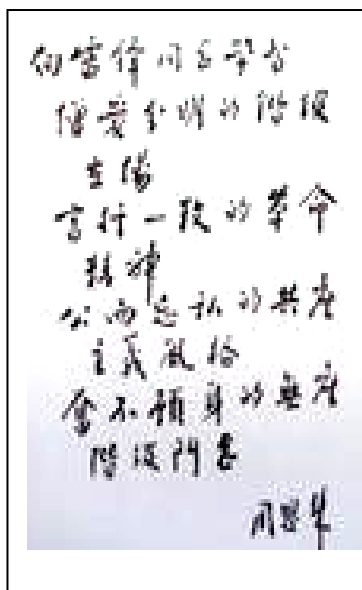 向雷锋同志学习
憎爱分明的阶级
立场
言行一致的革命
精神
公而忘私的共产
主义风格
奋不顾身的无产
阶级斗志
周恩来